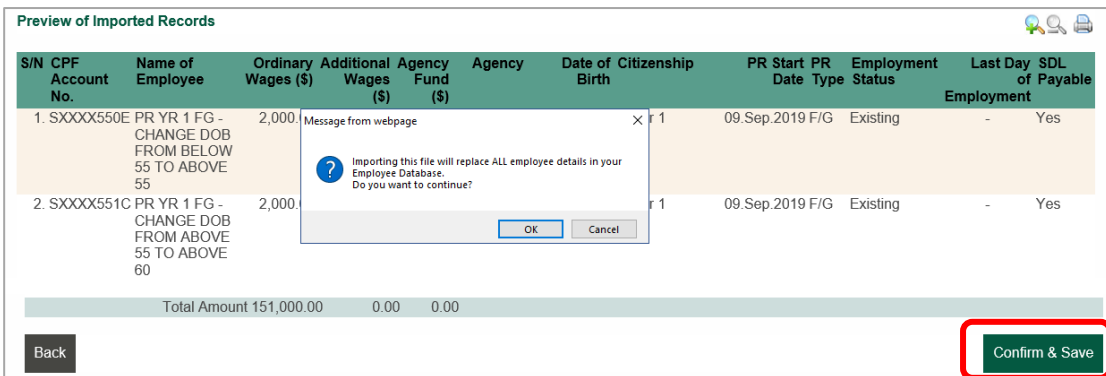 Preview of Imported Records
S/N CPF Account No. Name of Employee Ordinary Wages ($) Additional Wages ($) Agency Fund ($) Agency Date of Birth Citizenship PR Start Date PR Type Employment Status Last Day of Employment SDL Payable
1. SXXXX550E PR YR 1 FG - 2,000. r 1 09.Sep.2019 F/G Existing - Yes
CHANGE DOB
FROM BELOW
55 TO ABOVE
55
2. SXXXX551C PR YR 1 FG - 2,000. r 1 09.Sep.2019 F/G Existing - Yes
CHANGE DOB
FROM ABOVE
55 TO ABOVE
60
Message from webpage
Importing this file will replace ALL employee details in your
Employee Database.
Do you want to continue?
OK Cancel
Total Amount 151,000.00 0.00 0.00
Back Confirm & Save